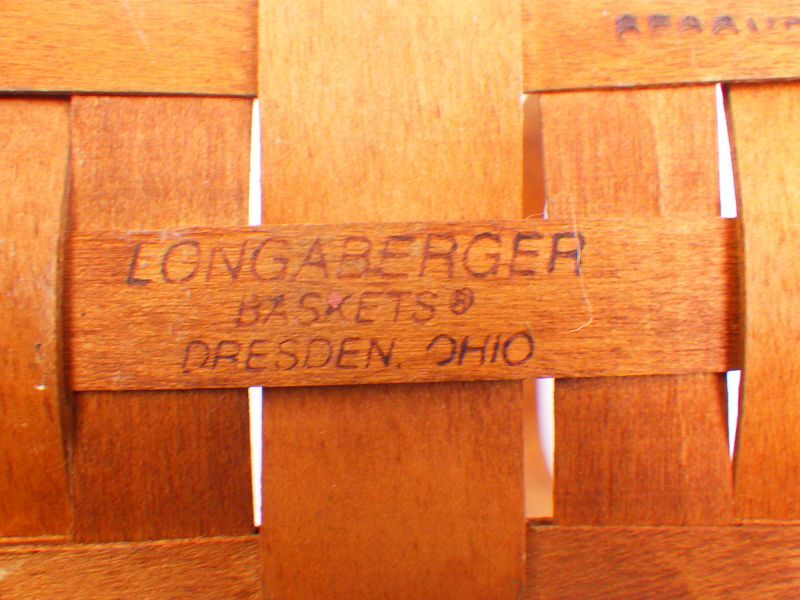 LONGABERGER
BASKETS®
DRESDEN, OHIO